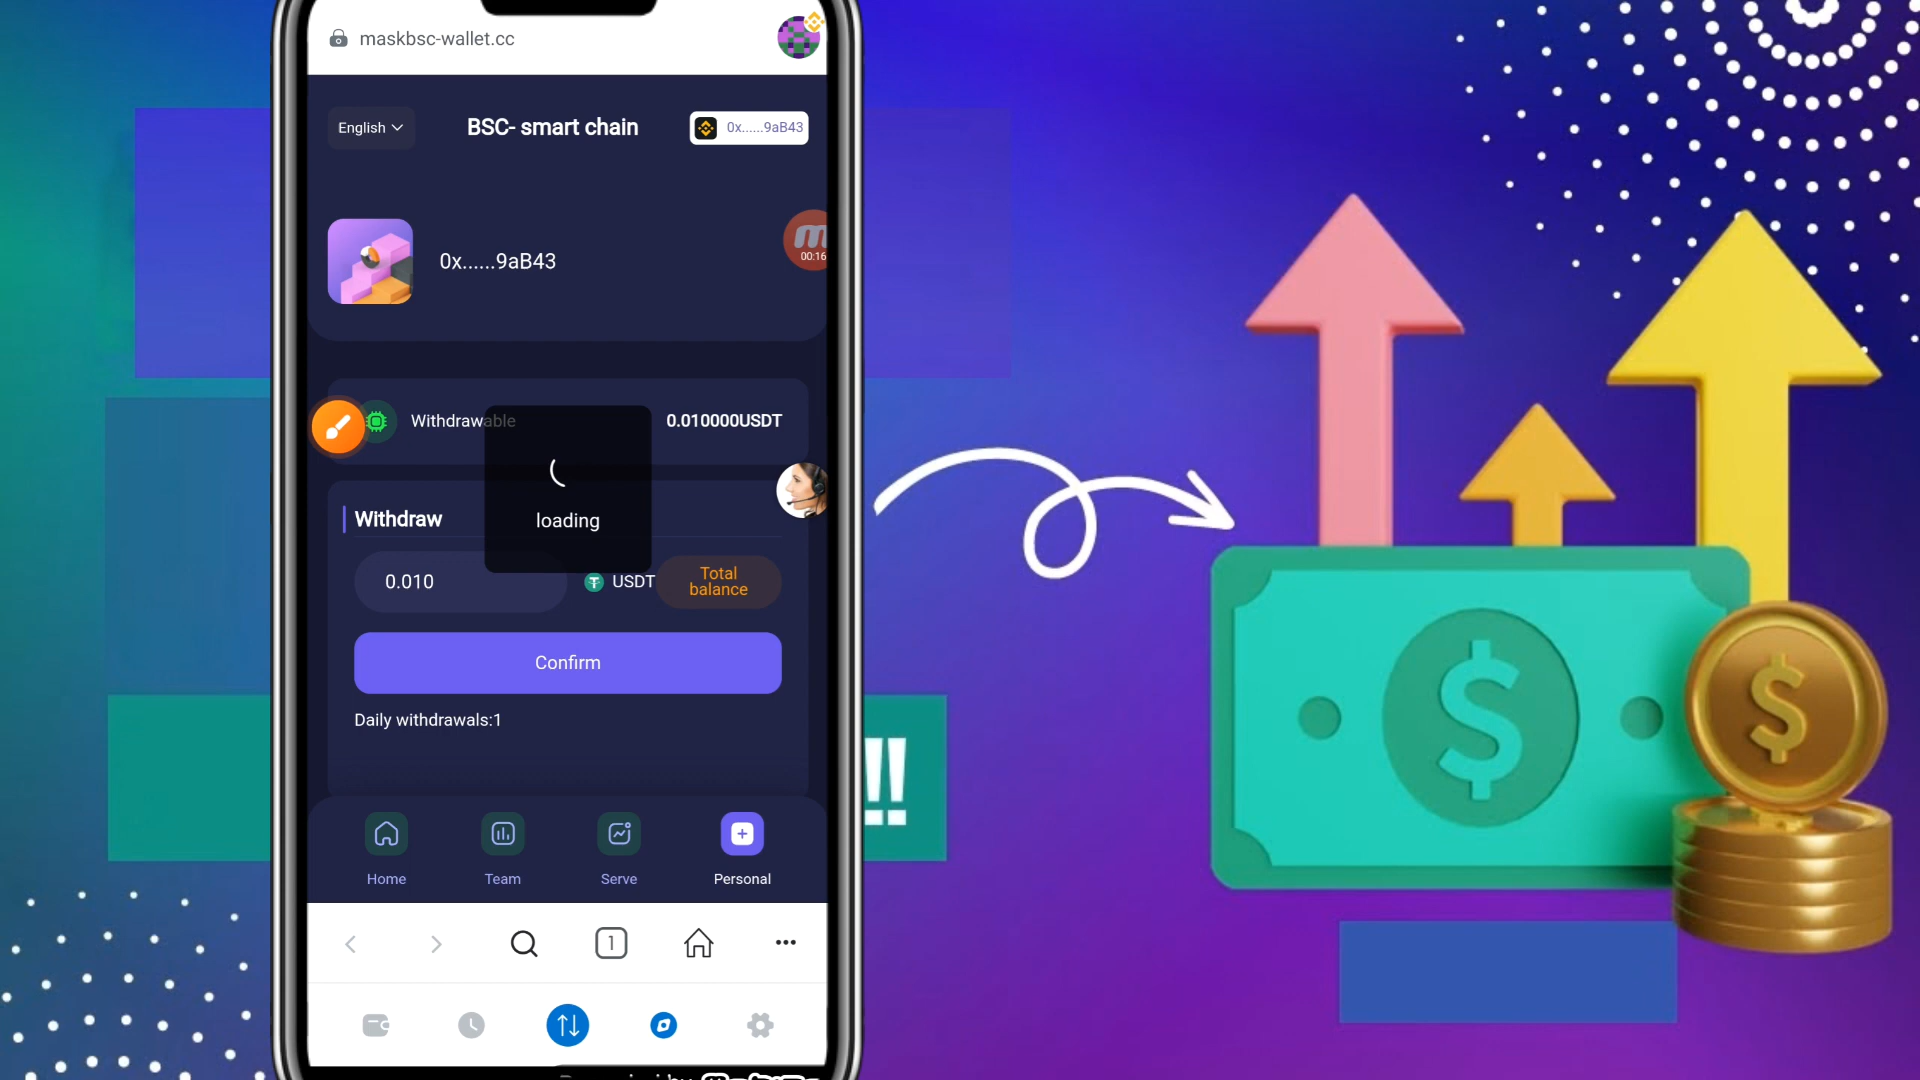 maskbsc-wallet.cc
English
BSC- smart chain
0x......9aB43
0x......9aB43
00:16
Withdrawable
0.010000USDT
loading
Withdraw
0.010
USDT
Total
balance
Confirm
Daily withdrawals:1
!!
Home
Team
Serve
Personal
1